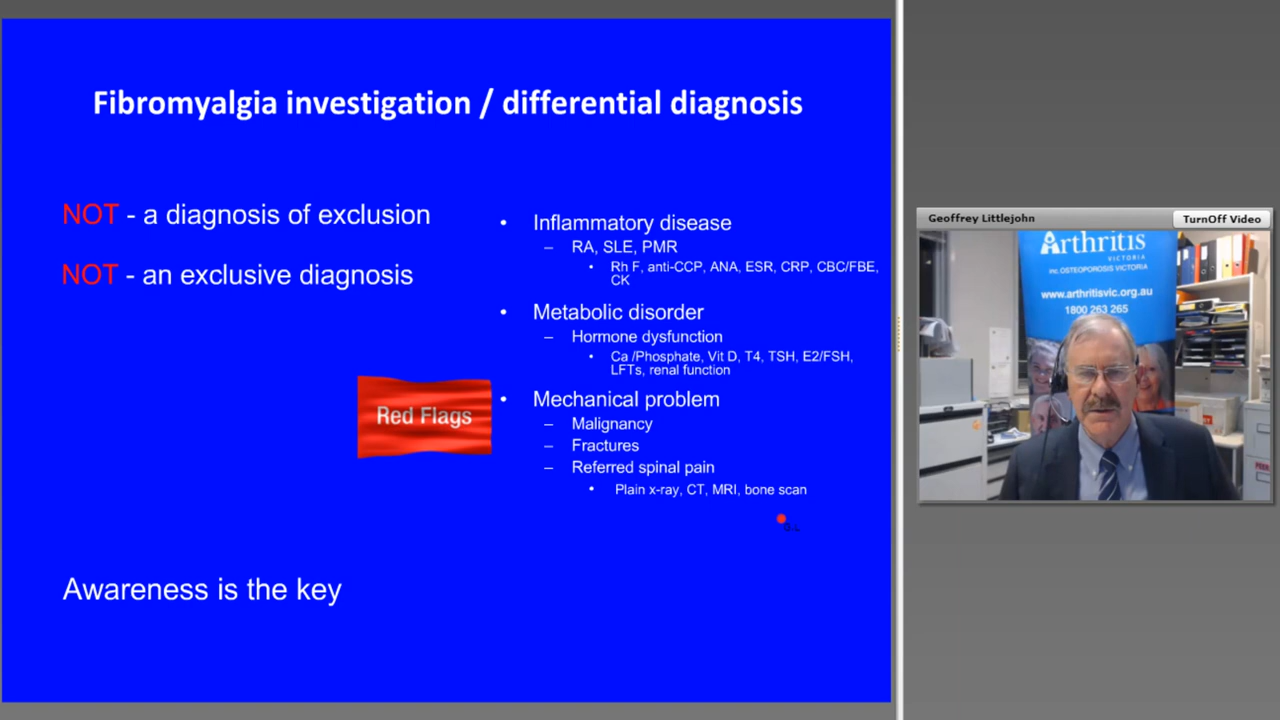 Fibromyalgia investigation / differential diagnosis
NOT - a diagnosis of exclusion
NOT - an exclusive diagnosis
Red Flags
Awareness is the key
• Inflammatory disease
– RA, SLE, PMR
• Rh F, anti-CCP, ANA, ESR, CRP, CBC/FBE,
CK
• Metabolic disorder
– Hormone dysfunction
• Ca /Phosphate, Vit D, T4, TSH, E2/FSH,
LFTs, renal function
• Mechanical problem
– Malignancy
– Fractures
– Referred spinal pain
• Plain x-ray, CT, MRI, bone scan
G.L
Geoffrey Littlejohn
TurnOff Video
Arthritis
VICTORIA
inc OSTEOPOROSIS VICTORIA
www.arthritisvic.org.au
1800 263 265